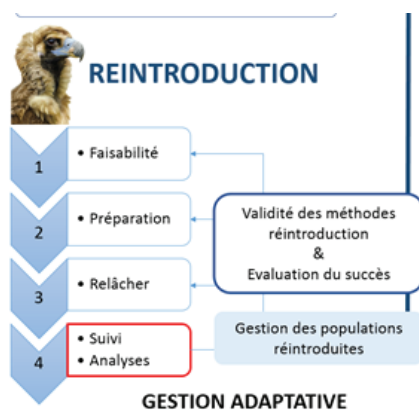 REINTRODUCTION
1
• Faisabilité
2
• Préparation
3
• Relâcher
4
• Suivi
• Analyses
Validité des méthodes
réintroduction
&
Evaluation du succès
Gestion des populations
réintroduites
GESTION ADAPTATIVE